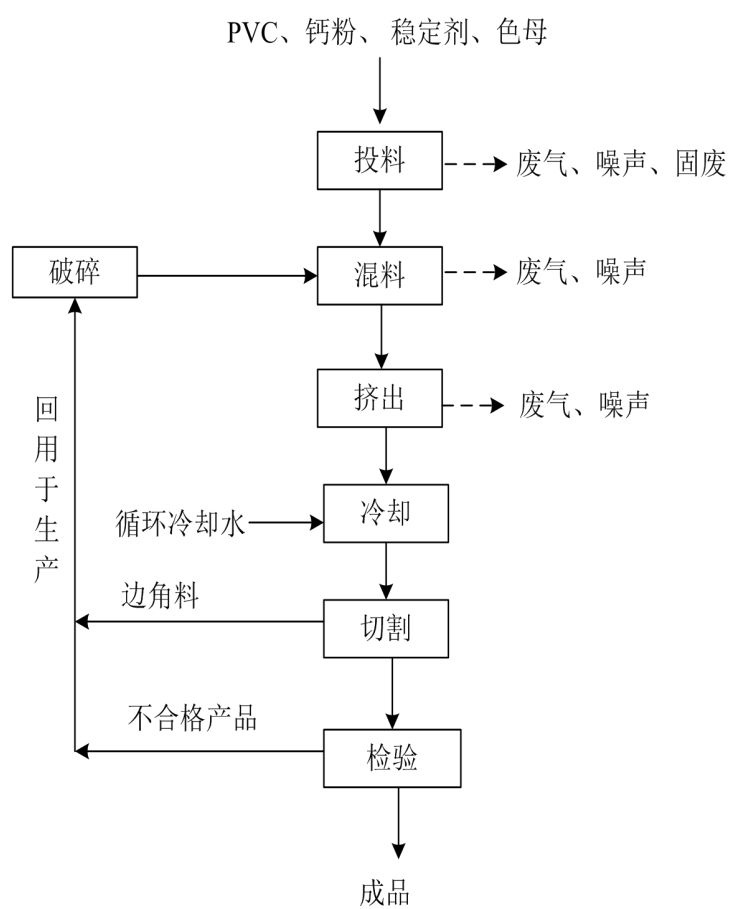 PVC、钙粉、稳定剂、色母
投料
废气、噪声、固废
破碎
混料
废气、噪声
挤出
废气、噪声
回用于生产
循环冷却水
冷却
边角料
切割
不合格产品
检验
成品